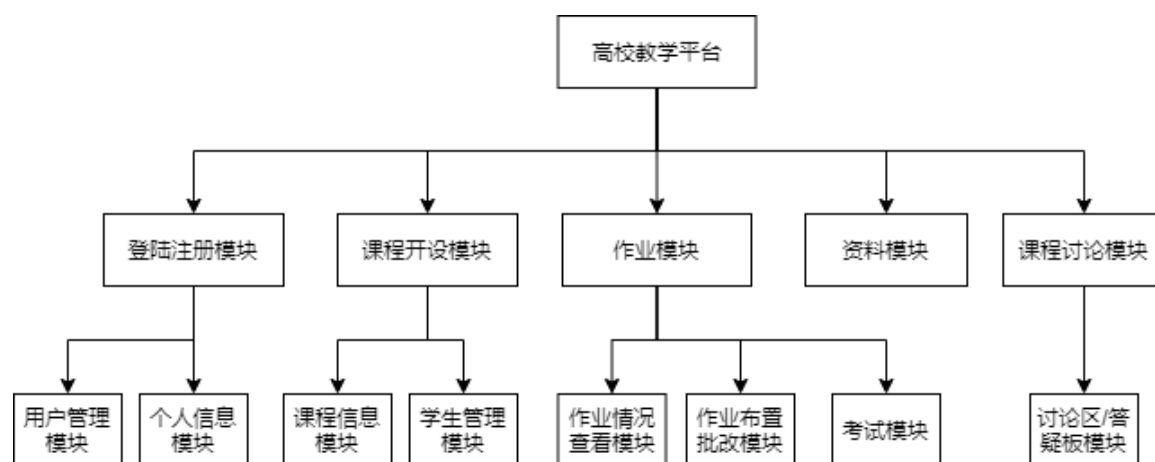 高校教学平台
登陆注册模块
课程开设模块
作业模块
资料模块
课程讨论模块
用户管理
模块
个人信息
模块
课程信息
模块
学生管理
模块
作业情况
查看模块
作业布置
批改模块
考试模块
讨论区/答
疑板模块